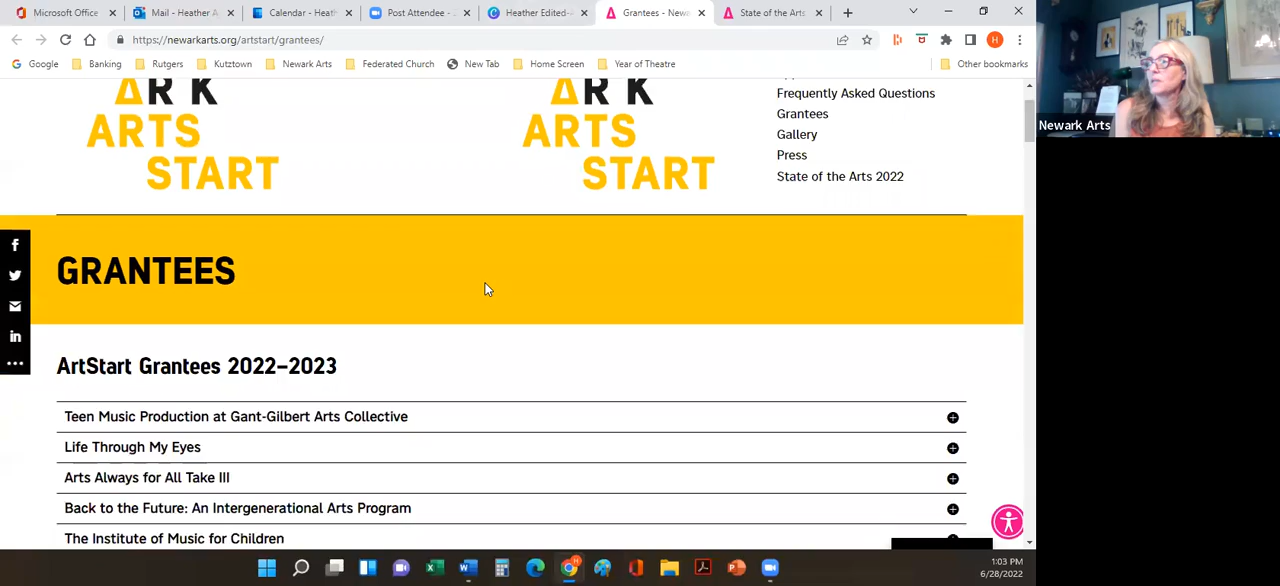 Microsoft Office
Mail - Heather A
Calendar - Heath
Post Attendee -
Heather Edited-
Grantees - Newa
State of the Arts
https://newarkarts.org/artstart/grantees/
H
Google
Banking
Rutgers
Kutztown
Newark Arts
Federated Church
New Tab
Home Screen
Year of Theatre
Other bookmarks
ARK
ARTS
START
ARK
ARTS
START
Frequently Asked Questions
Grantees
Gallery
Press
State of the Arts 2022
Newark Arts
GRANTEES
ArtStart Grantees 2022–2023
Teen Music Production at Gant-Gilbert Arts Collective
Life Through My Eyes
Arts Always for All Take III
Back to the Future: An Intergenerational Arts Program
The Institute of Music for Children
1:03 PM
6/28/2022